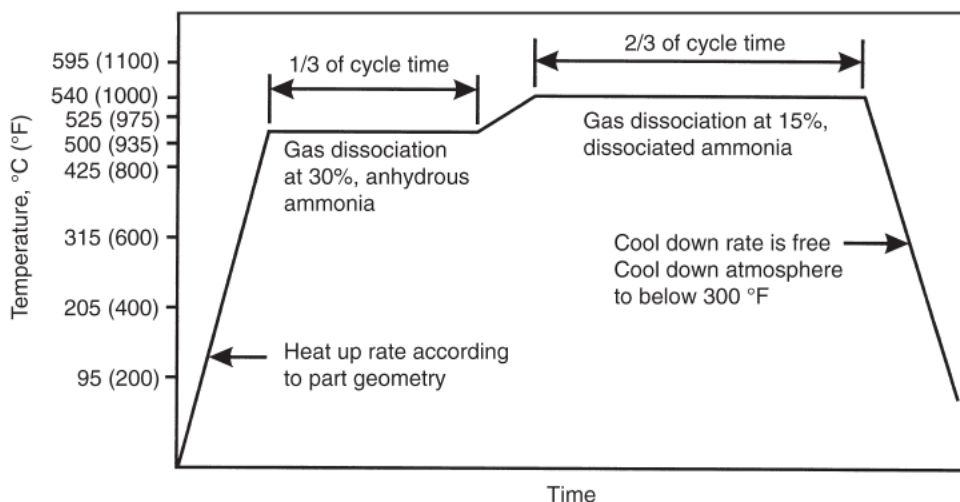 Temperature, °C (°F)
595 (1100)
540 (1000)
525 (975)
500 (935)
425 (800)
315 (600)
205 (400)
95 (200)
1/3 of cycle time
2/3 of cycle time
Gas dissociation
at 30%, anhydrous
ammonia
Gas dissociation at 15%,
dissociated ammonia
Cool down rate is free
Cool down atmosphere
to below 300 °F
Heat up rate according
to part geometry
Time